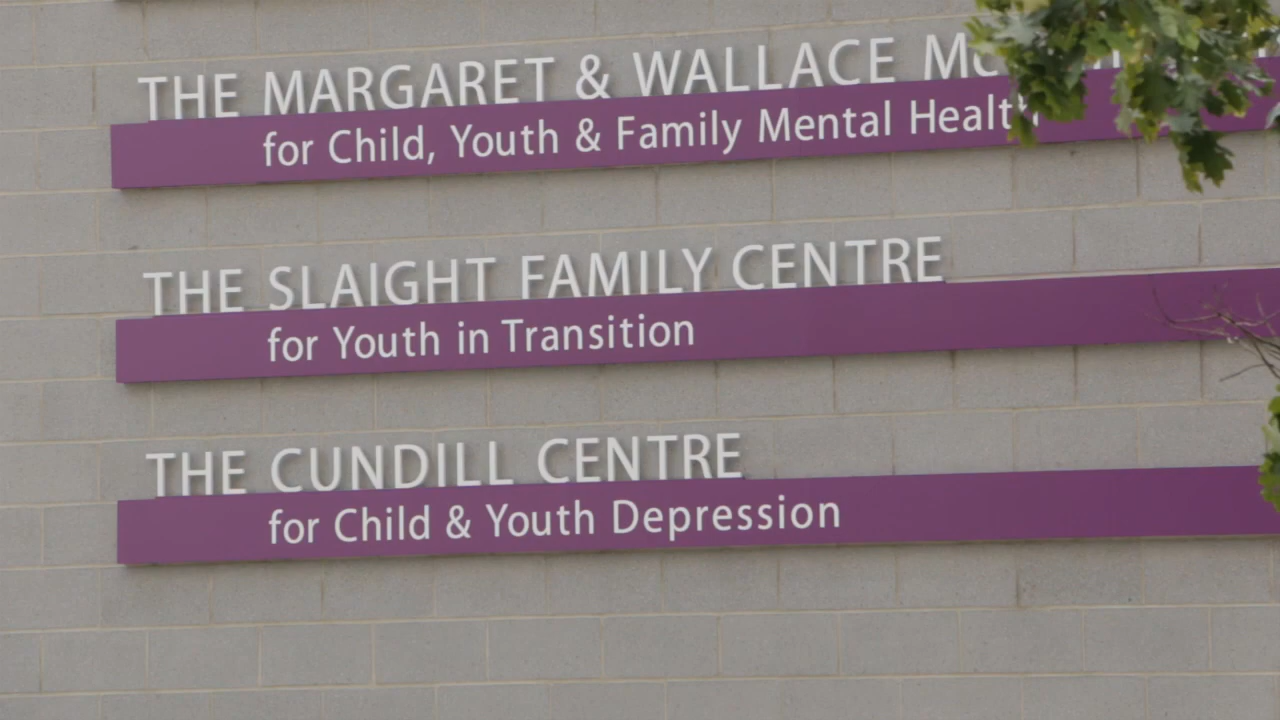 THE MARGARET & WALLACE
for Child, Youth & Family Mental Health
THE SLAIGHT FAMILY CENTRE
for Youth in Transition
THE CUNDILL CENTRE
for Child & Youth Depression